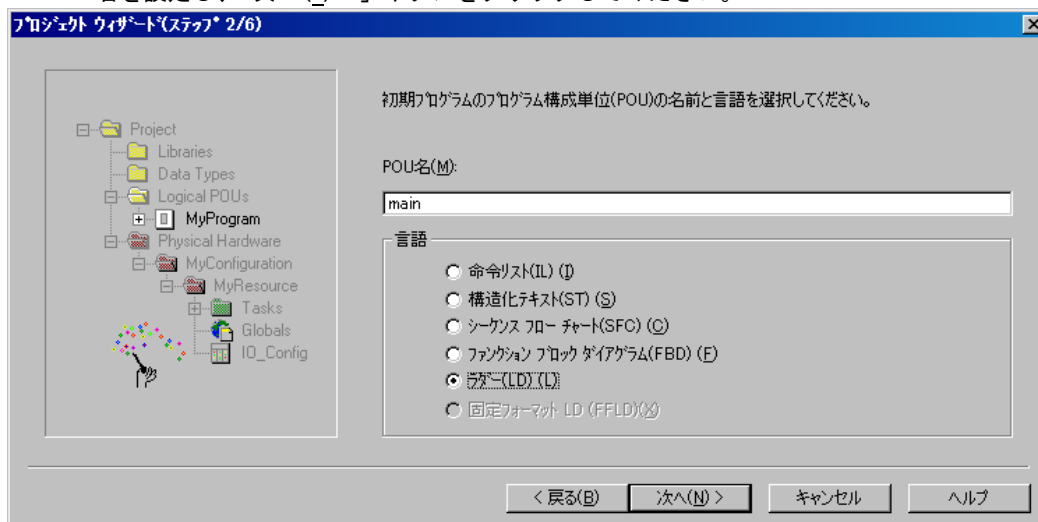 プロジェクト ウィザード(ステップ 2/6)
初期プログラムのプログラム構成単位(POU)の名前と言語を選択してください。
Project
Libraries
Data Types
Logical POUs
MyProgram
Physical Hardware
MyConfiguration
MyResource
Tasks
Globals
IO_Config
POU名(M):
main
言語
命令リスト(IL) (I)
構造化テキスト(ST) (S)
シーケンス フロー チャート(SFC) (C)
ファンクション ブロック ダイアグラム(FBD) (F)
ラダー(LD) (L)
固定フォーマット LD (FFLD)(X)
< 戻る(B)
次へ(N) >
キャンセル
ヘルプ